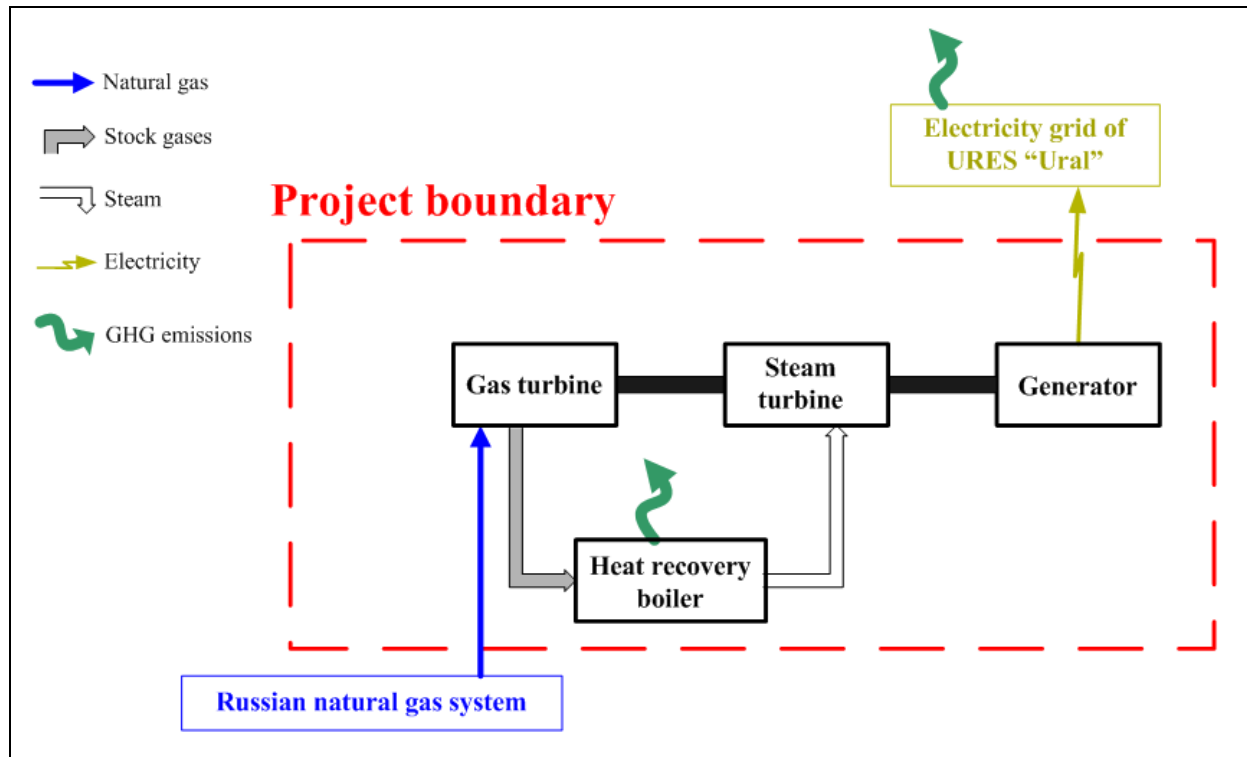 Natural gas
Stock gases
Steam
Electricity
GHG emissions
Electricity grid of
URES “Ural”
Project boundary
Gas turbine
Steam
turbine
Generator
Heat recovery
boiler
Russian natural gas system